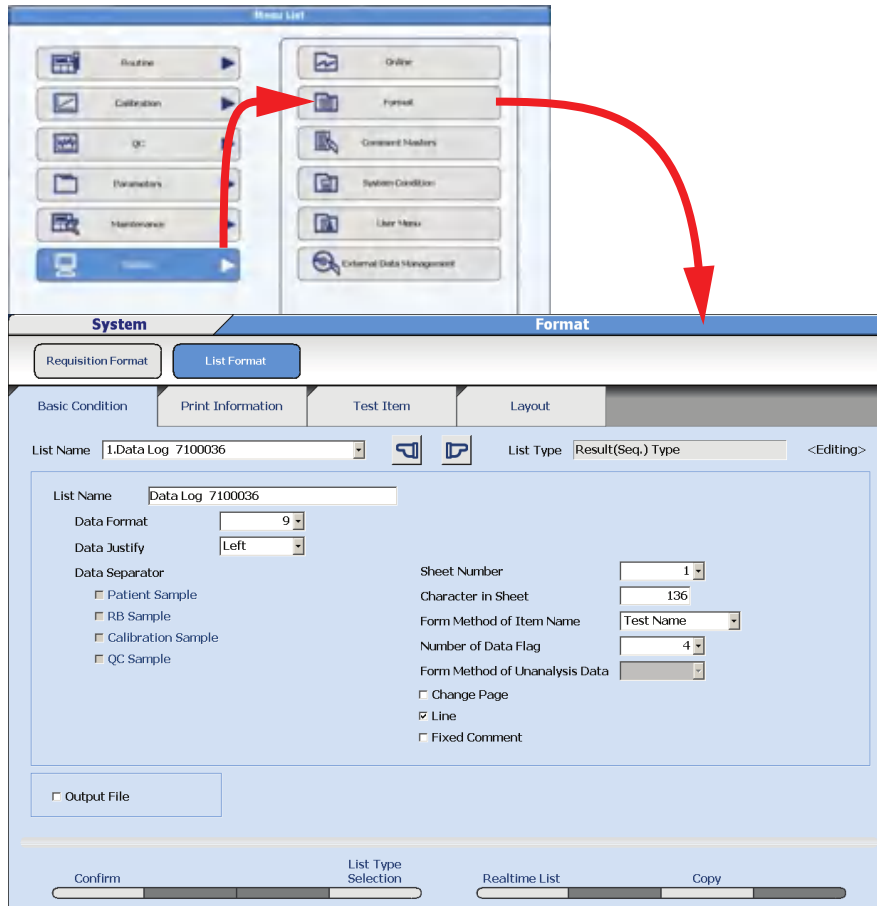 Menu List
Routine
Online
Calibration
Format
QC
Comment Masters
Parameters
System Condition
Maintenance
User Menu
External Data Management
System
Format
Requisition Format
List Format
Basic Condition
Print Information
Test Item
Layout
List Name
1.Data Log 7100036
List Type
Result(Seq.) Type
<Editing>
List Name
Data Log 7100036
Data Format
9
Data Justify
Left
Data Separator
Patient Sample
RB Sample
Calibration Sample
QC Sample
Sheet Number
1
Character in Sheet
136
Form Method of Item Name
Test Name
Number of Data Flag
4
Form Method of Unanalysis Data
Change Page
Line
Fixed Comment
Output File
Confirm
List Type
Selection
Realtime List
Copy